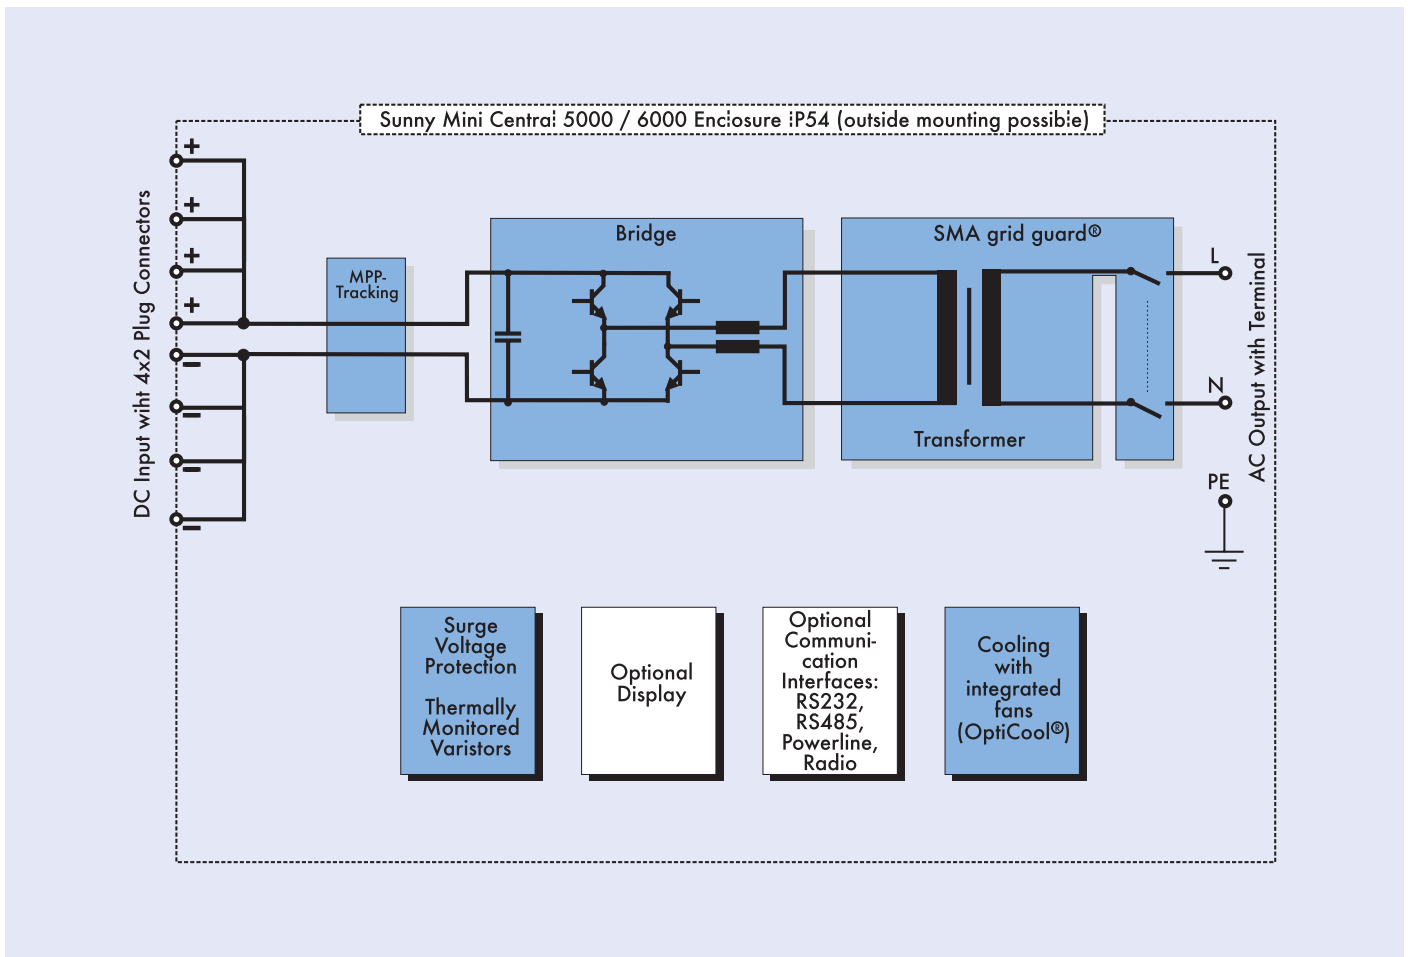 Sunny Mini Central 5000 / 6000 Enclosure IP54 (outside mounting possible)
DC Input wiht 4x2 Plug Connectors
+
+
+
+
−
−
−
−
MPP-
Tracking
Bridge
SMA grid guard®
Transformer
L
N
PE
AC Output with Terminal
Surge
Voltage
Protection
Thermally
Monitored
Varistors
Optional
Display
Optional
Communi-
cation
Interfaces:
RS232,
RS485,
Powerline,
Radio
Cooling
with
integrated
fans
(OptiCool®)